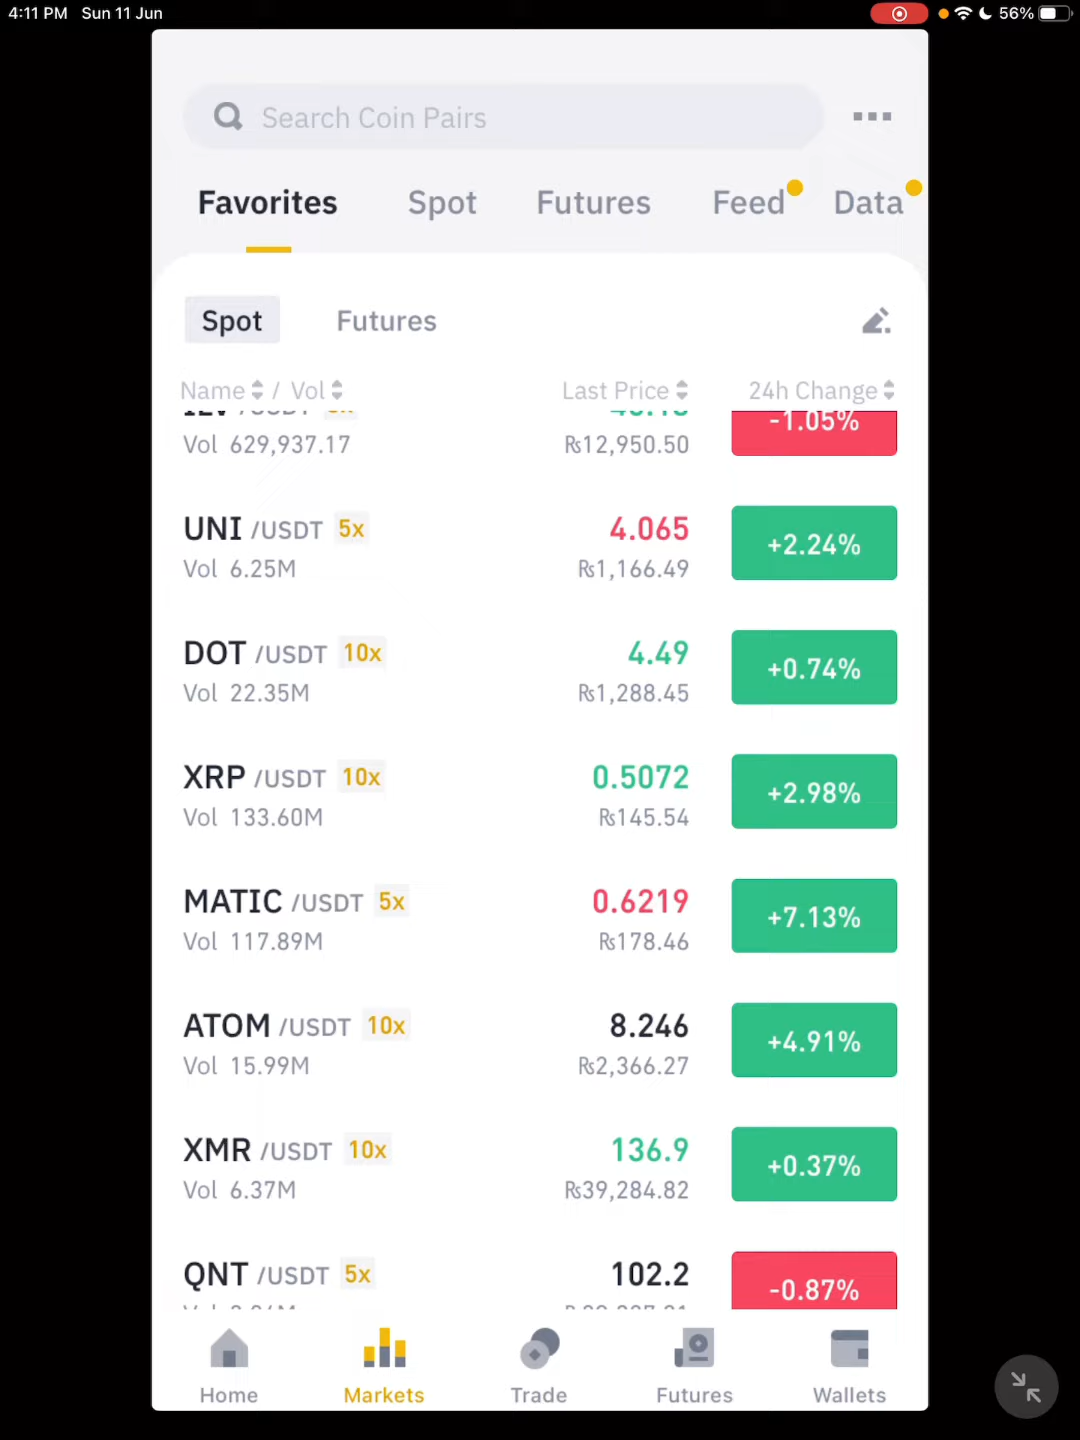 4:11 PM Sun 11 Jun
56%
Search Coin Pairs
Favorites Spot Futures Feed Data
Spot Futures
Name / Vol Last Price 24h Change
Vol 629,937.17 ₨12,950.50 -1.05%
UNI /USDT 5x 4.065
Vol 6.25M ₨1,166.49 +2.24%
DOT /USDT 10x 4.49
Vol 22.35M ₨1,288.45 +0.74%
XRP /USDT 10x 0.5072
Vol 133.60M ₨145.54 +2.98%
MATIC /USDT 5x 0.6219
Vol 117.89M ₨178.46 +7.13%
ATOM /USDT 10x 8.246
Vol 15.99M ₨2,366.27 +4.91%
XMR /USDT 10x 136.9
Vol 6.37M ₨39,284.82 +0.37%
QNT /USDT 5x 102.2 -0.87%
Home Markets Trade Futures Wallets